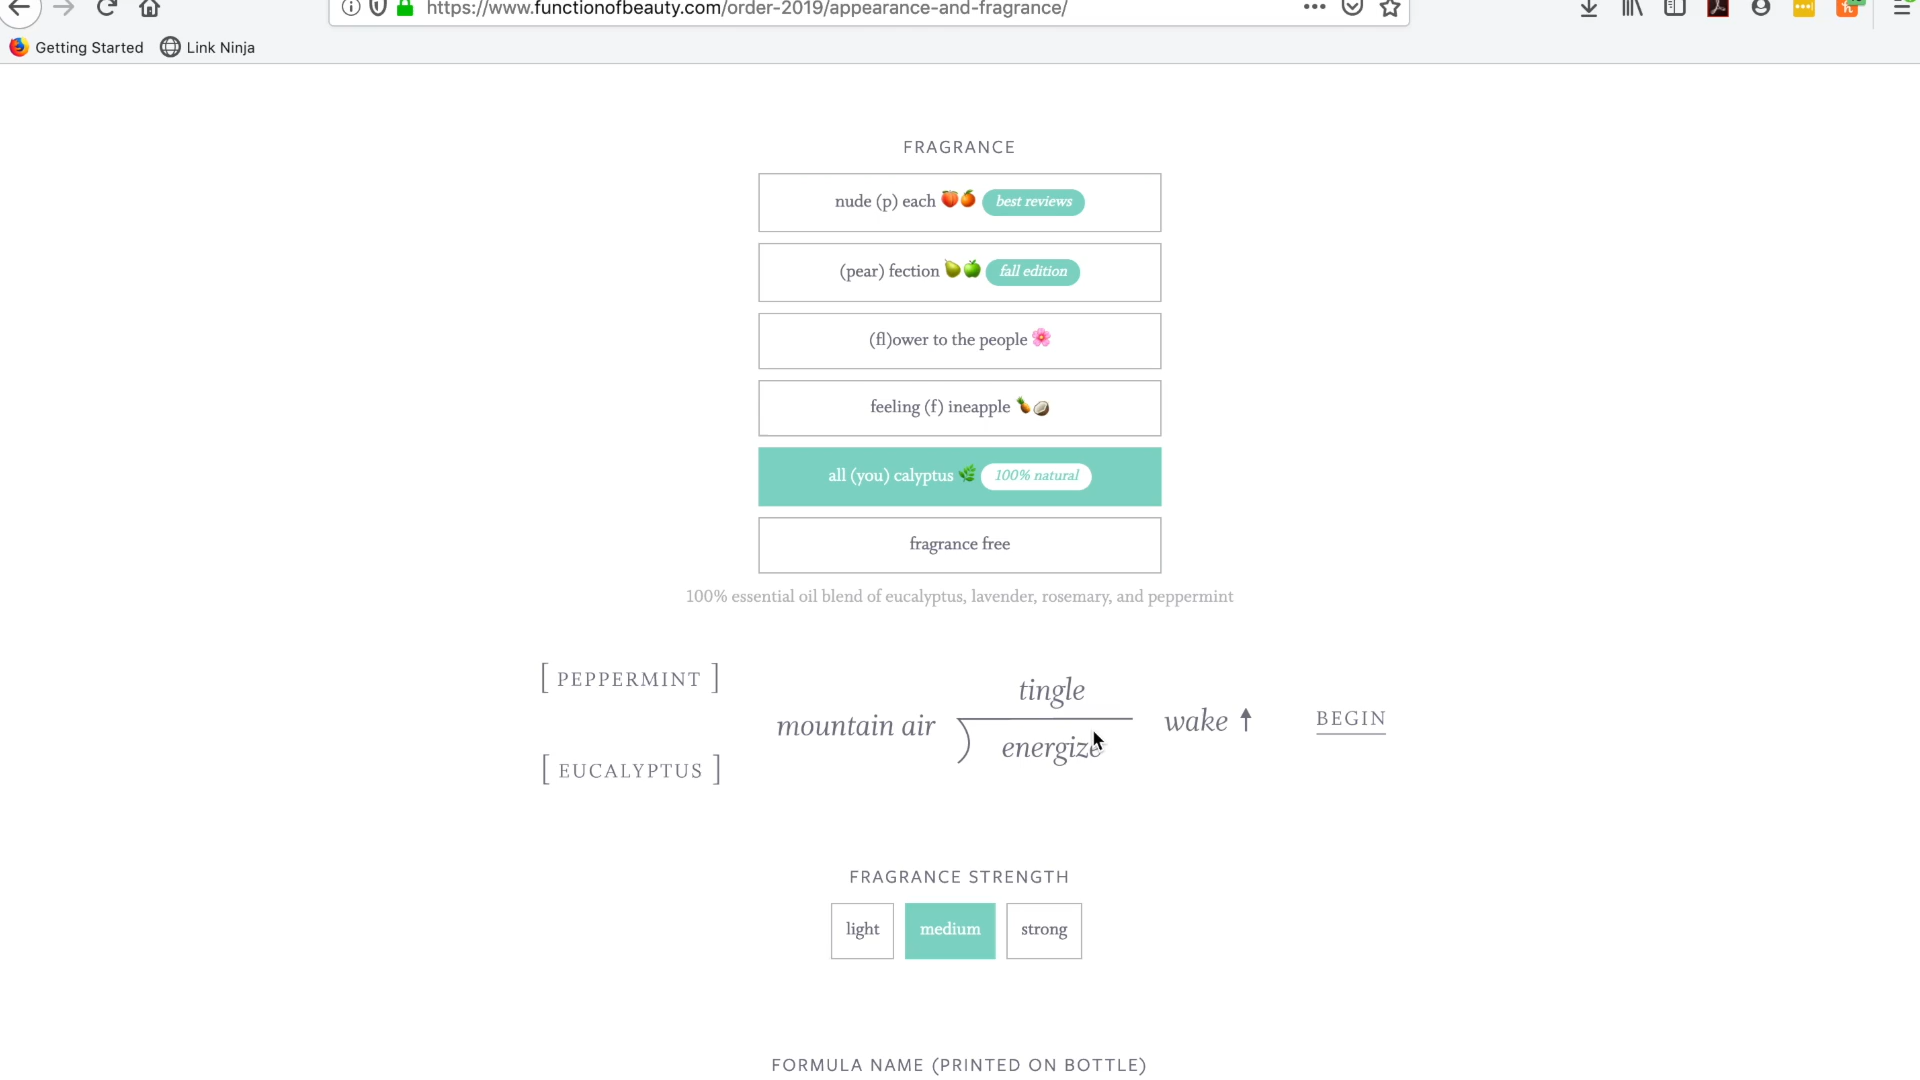 https://www.functionofbeauty.com/order-2019/appearance-and-fragrance/
Getting Started Link Ninja
FRAGRANCE
nude (p) each 🍑🍊 best reviews
(pear) fection 🍐🍏 fall edition
(fl)ower to the people 🌸
feeling (f) ineapple 🍍🥥
all (you) calyptus 🌿 100% natural
fragrance free
100% essential oil blend of eucalyptus, lavender, rosemary, and peppermint
[ PEPPERMINT ]
[ EUCALYPTUS ]
mountain air
tingle
energize
wake ↑
BEGIN
FRAGRANCE STRENGTH
light medium strong
FORMULA NAME (PRINTED ON BOTTLE)